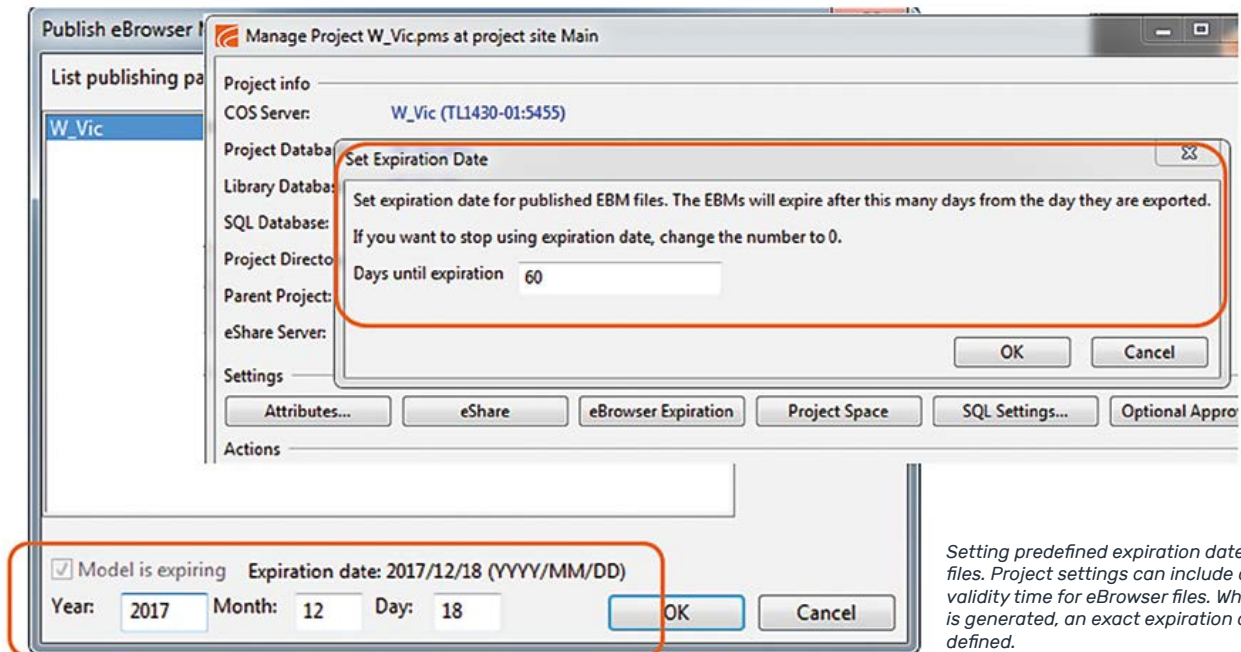 Publish eBrowser
Manage Project W_Vic.pms at project site Main
List publishing pa
W_Vic
Project info
COS Server: W_Vic (TL1430-01:5455)
Project Databa
Library Databas
SQL Database:
Project Directo
Parent Project:
eShare Server:
Set Expiration Date
Set expiration date for published EBM files. The EBMs will expire after this many days from the day they are exported.
If you want to stop using expiration date, change the number to 0.
Days until expiration 60
OK Cancel
Settings
Attributes... eShare eBrowser Expiration Project Space SQL Settings... Optional Appro
Actions
Model is expiring Expiration date: 2017/12/18 (YYYY/MM/DD)
Year: 2017 Month: 12 Day: 18 OK Cancel
Setting predefined expiration date
files. Project settings can include
validity time for eBrowser files. Wh
is generated, an exact expiration
defined.